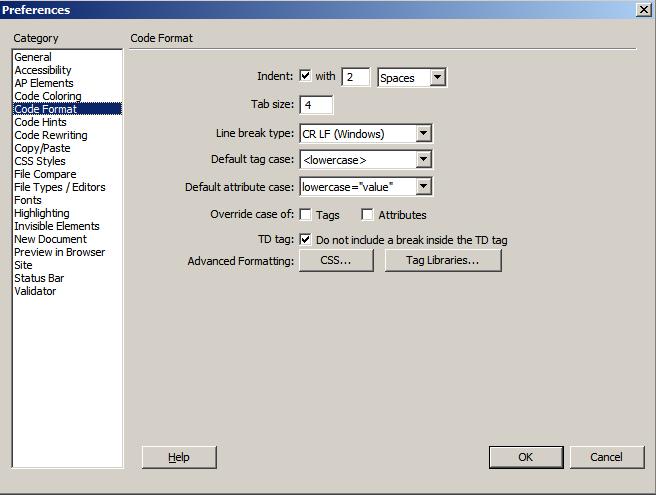 Preferences
Category
General
Accessibility
AP Elements
Code Coloring
Code Format
Code Hints
Code Rewriting
Copy/Paste
CSS Styles
File Compare
File Types / Editors
Fonts
Highlighting
Invisible Elements
New Document
Preview in Browser
Site
Status Bar
Validator
Code Format
Indent: with 2 Spaces
Tab size: 4
Line break type: CR LF (Windows)
Default tag case: <lowercase>
Default attribute case: lowercase="value"
Override case of: Tags Attributes
TD tag: Do not include a break inside the TD tag
Advanced Formatting: CSS... Tag Libraries...
Help OK Cancel